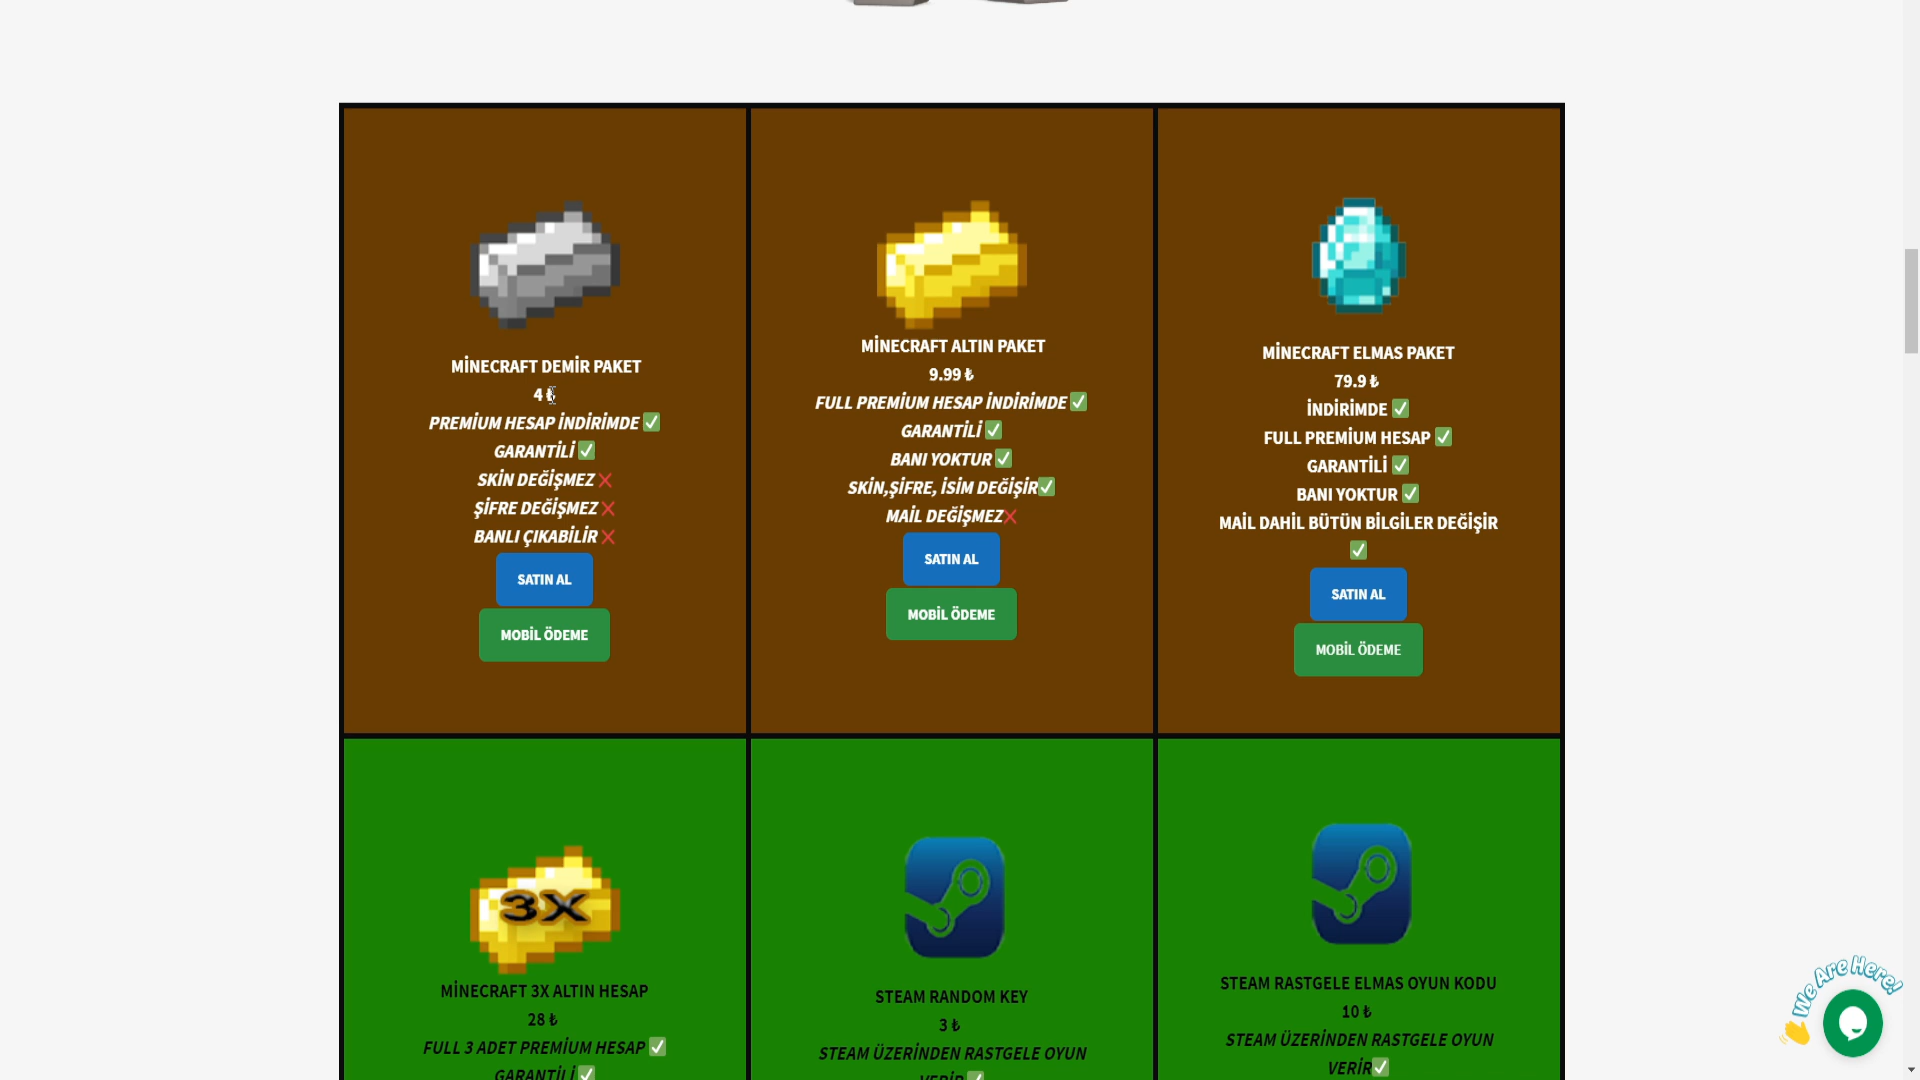 MİNECRAFT DEMİR PAKET
4 ₺
PREMİUM HESAP İNDİRİMDE ✅
GARANTİLİ ✅
SKİN DEĞİŞMEZ ❌
ŞİFRE DEĞİŞMEZ ❌
BANLI ÇIKABİLİR ❌
SATIN AL
MOBİL ÖDEME
MİNECRAFT ALTIN PAKET
9.99 ₺
FULL PREMİUM HESAP İNDİRİMDE ✅
GARANTİLİ ✅
BANI YOKTUR ✅
SKİN,ŞİFRE, İSİM DEĞİŞİR✅
MAİL DEĞİŞMEZ❌
SATIN AL
MOBİL ÖDEME
MİNECRAFT ELMAS PAKET
79.9 ₺
İNDİRİMDE ✅
FULL PREMİUM HESAP ✅
GARANTİLİ ✅
BANI YOKTUR ✅
MAİL DAHİL BÜTÜN BİLGİLER DEĞİŞİR
✅
SATIN AL
MOBİL ÖDEME
3X
MİNECRAFT 3X ALTIN HESAP
28 ₺
FULL 3 ADET PREMİUM HESAP ✅
GARANTİLİ ✅
STEAM RANDOM KEY
3 ₺
STEAM ÜZERİNDEN RASTGELE OYUN
VERİR ✅
STEAM RASTGELE ELMAS OYUN KODU
10 ₺
STEAM ÜZERİNDEN RASTGELE OYUN
VERİR✅
We Are Here!